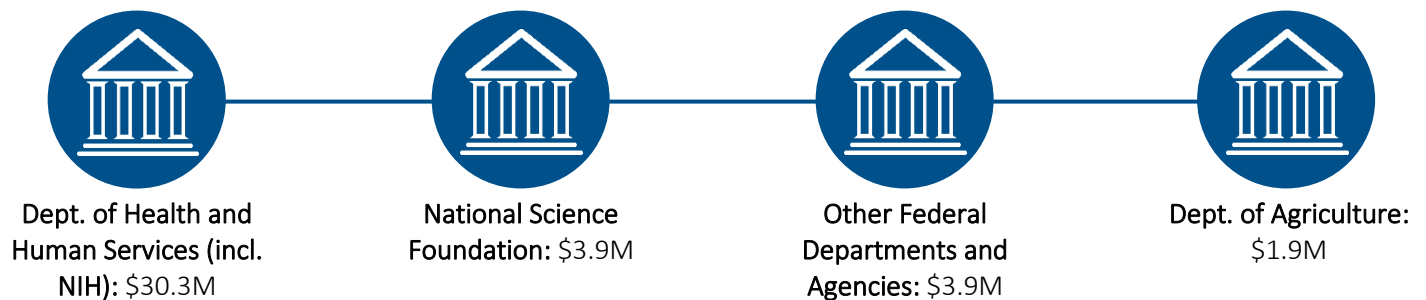 Dept. of Health and
Human Services (incl.
NIH): $30.3M
National Science
Foundation: $3.9M
Other Federal
Departments and
Agencies: $3.9M
Dept. of Agriculture:
$1.9M